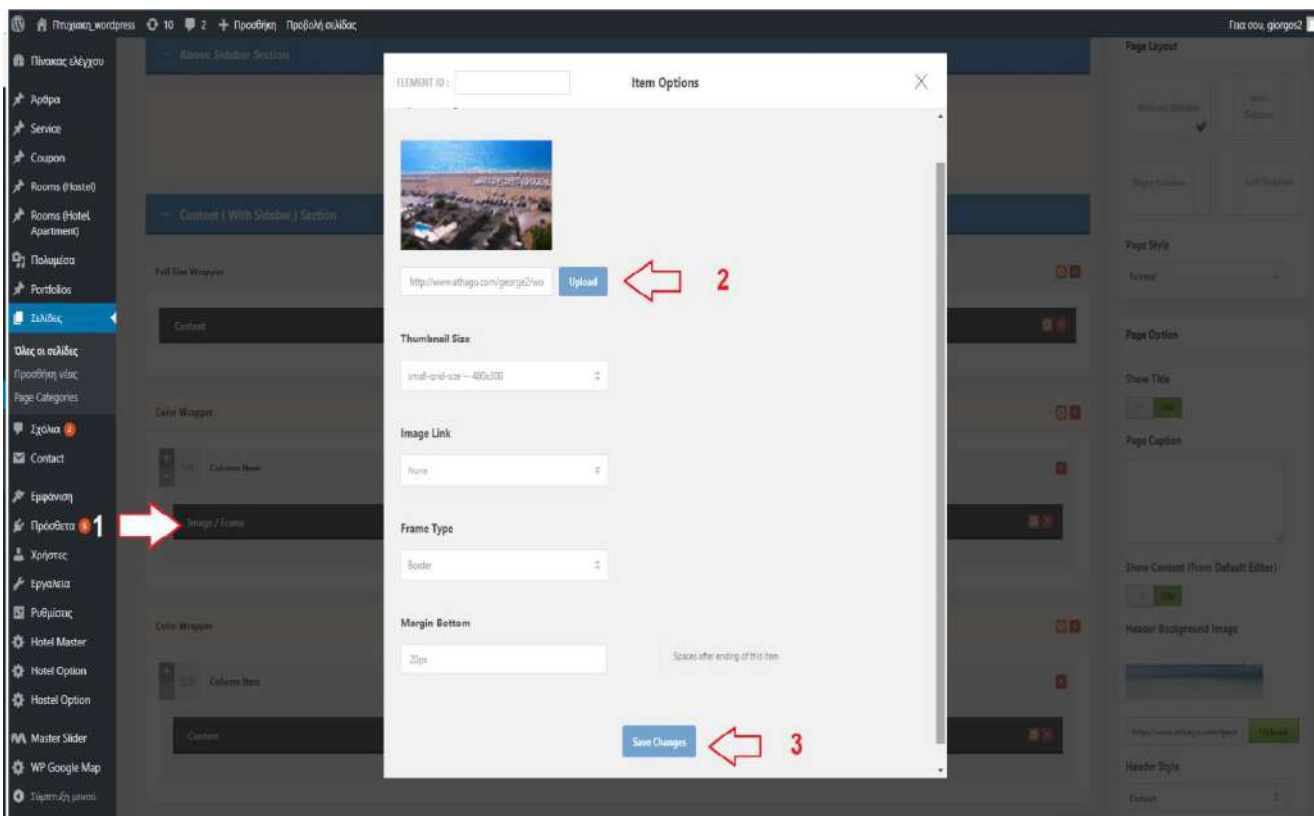 Πτυχιακη_wordpress 10 2 Προσθήκη Προβολή σελίδας
Γεια σου, giorgos2
Πίνακας ελέγχου
Άρθρα
Service
Coupon
Rooms (Hostel)
Rooms (Hotel, Apartment)
Πολυμέσα
Portfolios
Σελίδες
Όλες οι σελίδες
Προσθήκη νέας
Page Categories
Σχόλια 2
Contact
Εμφάνιση
Πρόσθετα 6 1
Χρήστες
Εργαλεία
Ρυθμίσεις
Hotel Master
Hotel Option
Hostel Option
Master Slider
WP Google Map
Σύμπτυξη μενού
Above Sidebar Section
Content ( With Sidebar ) Section
Full Size Wrapper
Content
Color Wrapper
Column Item
Image / Frame
Color Wrapper
Column Item
Content
ELEMENT ID :
Item Options
http://www.athago.com/george2/wo
Upload
2
Thumbnail Size
small-grid-size -- 400x300
Image Link
None
Frame Type
Border
Margin Bottom
20px
Spaces after ending of this item
Save Changes
3
Page Layout
Without Sidebar
Both Sidebar
Right Sidebar
Left Sidebar
Page Style
Normal
Page Option
Show Title
Page Caption
Show Content (From Default Editor)
Header Background Image
Upload
Header Style
Default